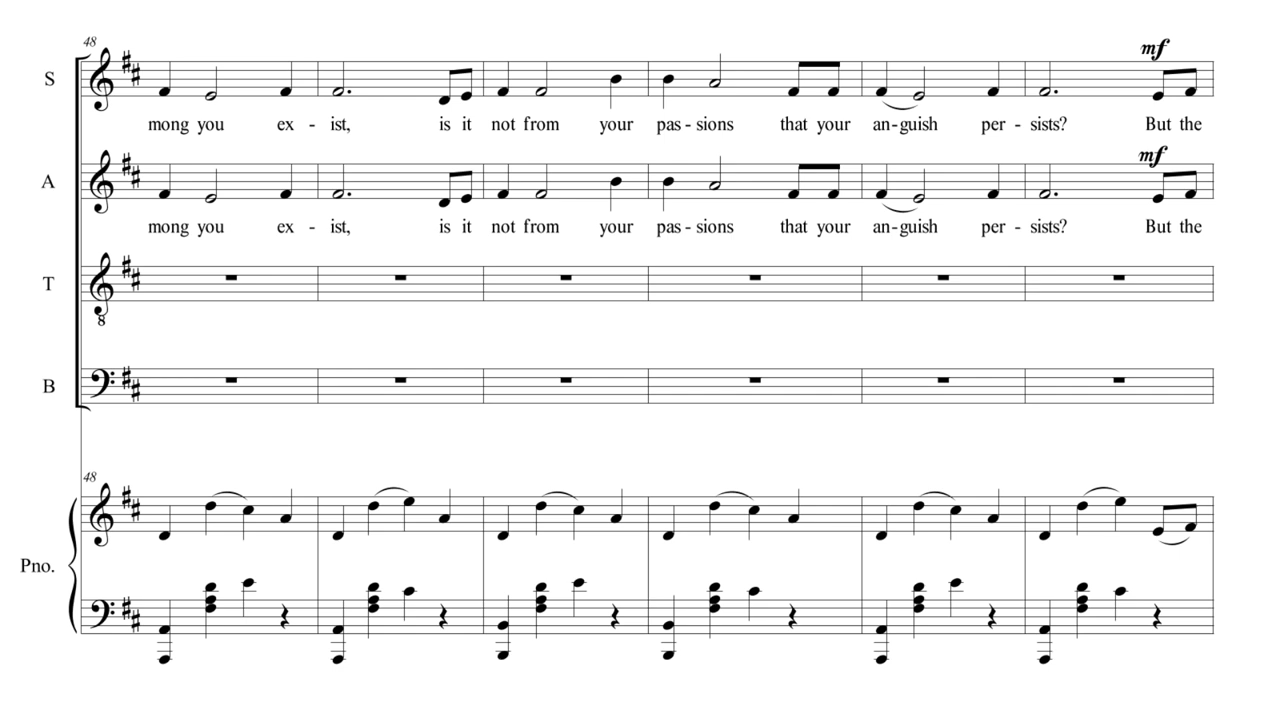 48
mf
S
mong you ex - ist, is it not from your pas - sions that your an - guish per - sists? But the
mf
A
mong you ex - ist, is it not from your pas - sions that your an - guish per - sists? But the
T
8
B
48
Pno.